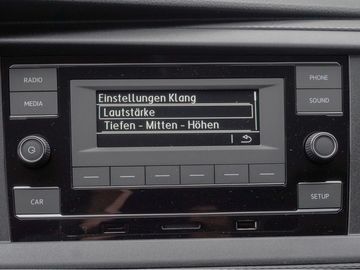 RADIO
MEDIA
CAR
Einstellungen Klang
Lautstärke
Tiefen - Mitten - Höhen
PHONE
SOUND
SETUP